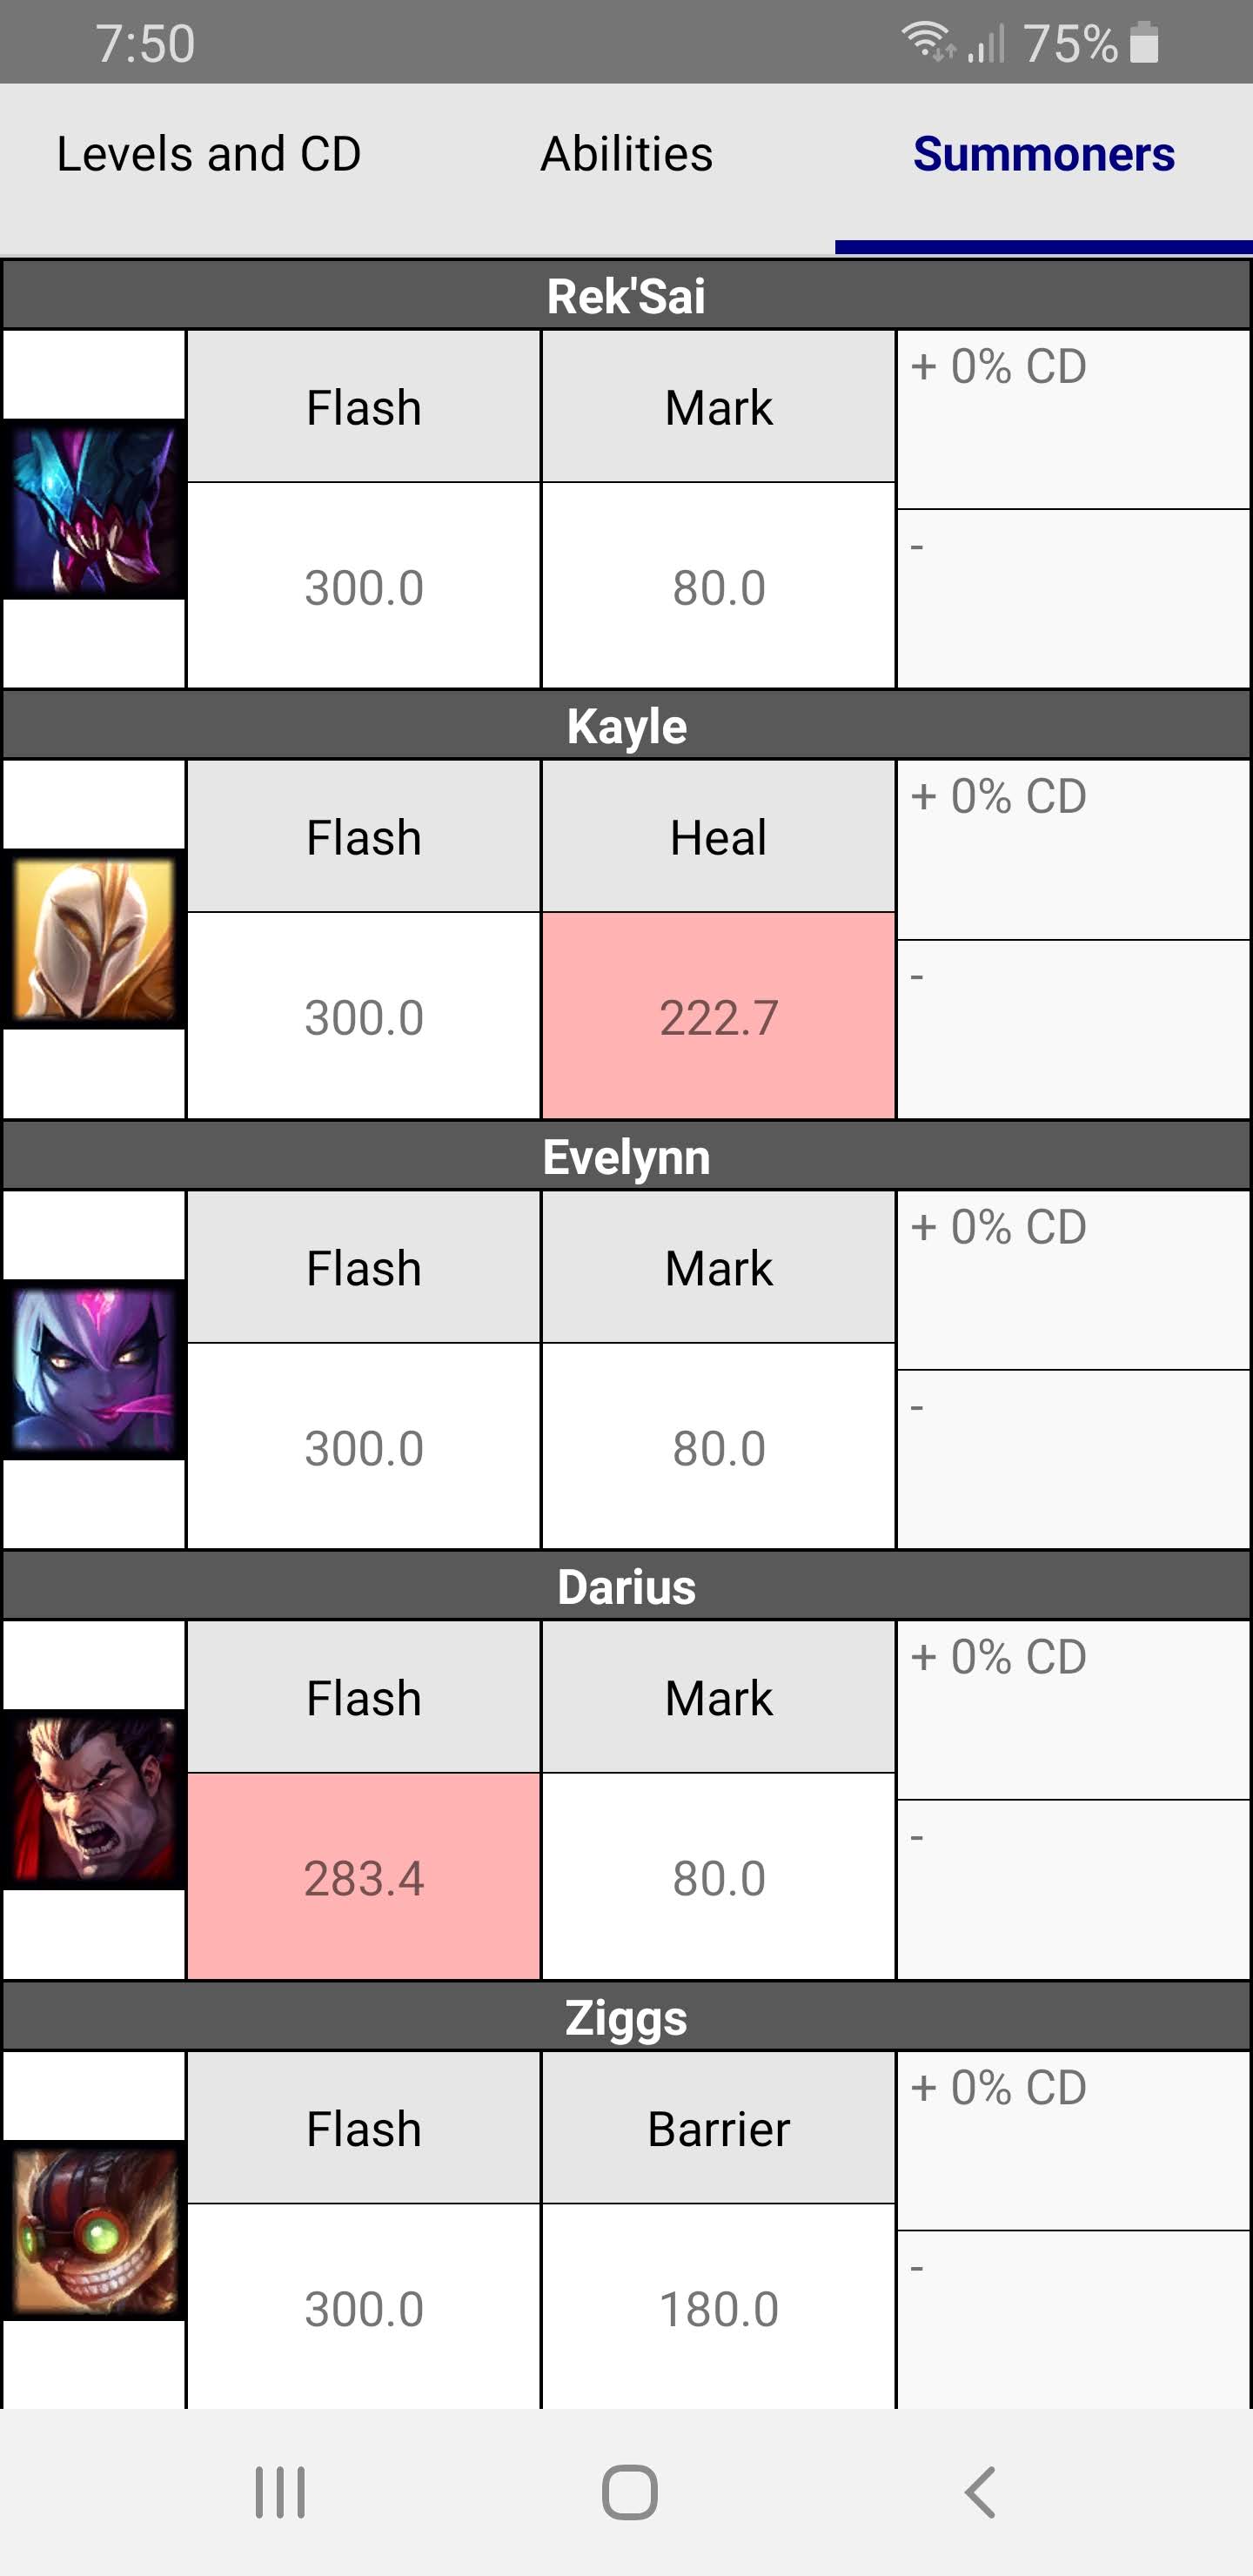 7:50 75%
Levels and CD Abilities Summoners
Rek'Sai
Flash Mark + 0% CD
300.0 80.0 -
Kayle
Flash Heal + 0% CD
300.0 222.7 -
Evelynn
Flash Mark + 0% CD
300.0 80.0 -
Darius
Flash Mark + 0% CD
283.4 80.0 -
Ziggs
Flash Barrier + 0% CD
300.0 180.0 -